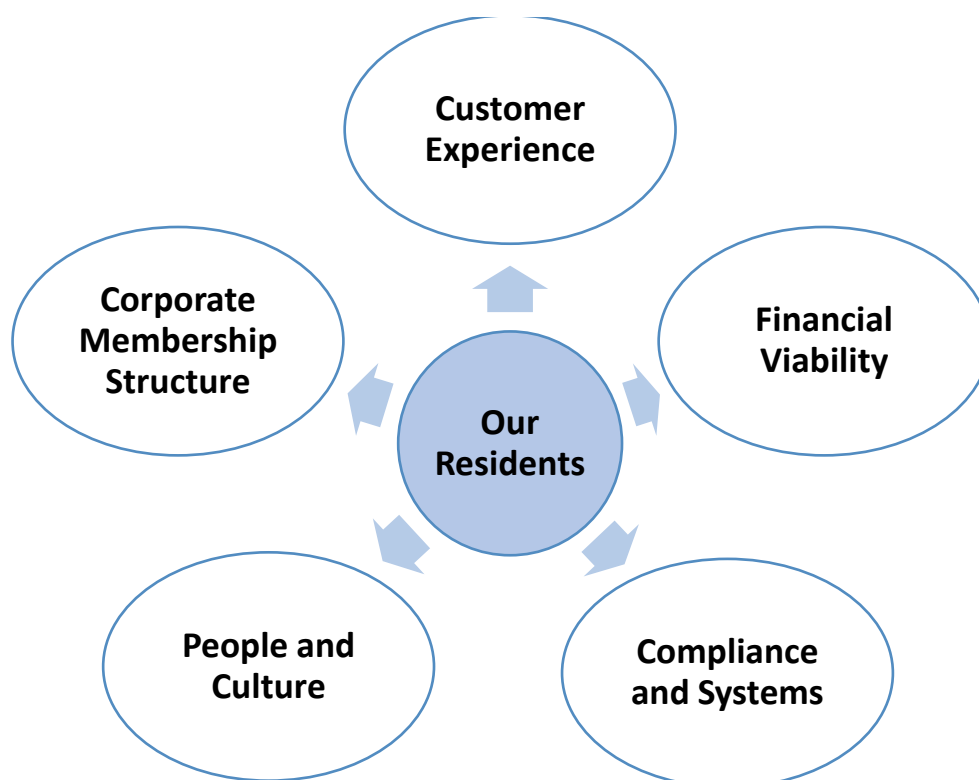 Customer
Experience
Corporate
Membership
Structure
Financial
Viability
Our
Residents
People and
Culture
Compliance
and Systems